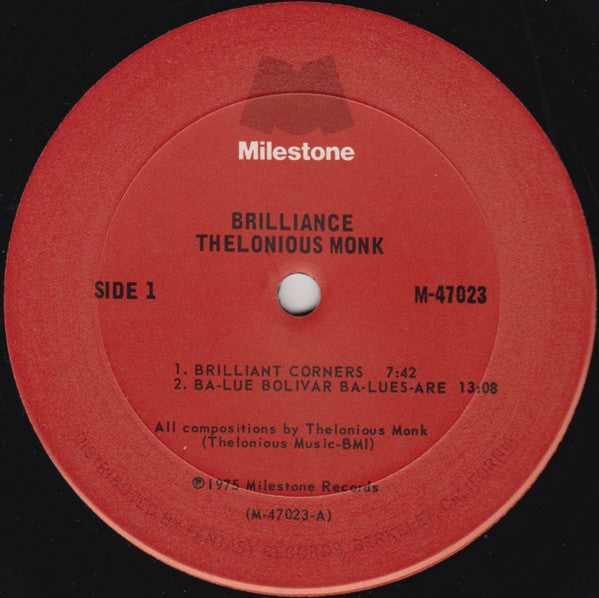 Milestone
BRILLIANCE
THELONIOUS MONK
SIDE 1
M-47023
1. BRILLIANT CORNERS 7:42
2. BA-LUE BOLIVAR BA-LUES-ARE 13:08
All compositions by Thelonious Monk
(Thelonious Music-BMI)
℗1975 Milestone Records
(M-47023-A)
DISTRIBUTED BY FANTASY RECORDS, BERKELEY, CALIFORNIA